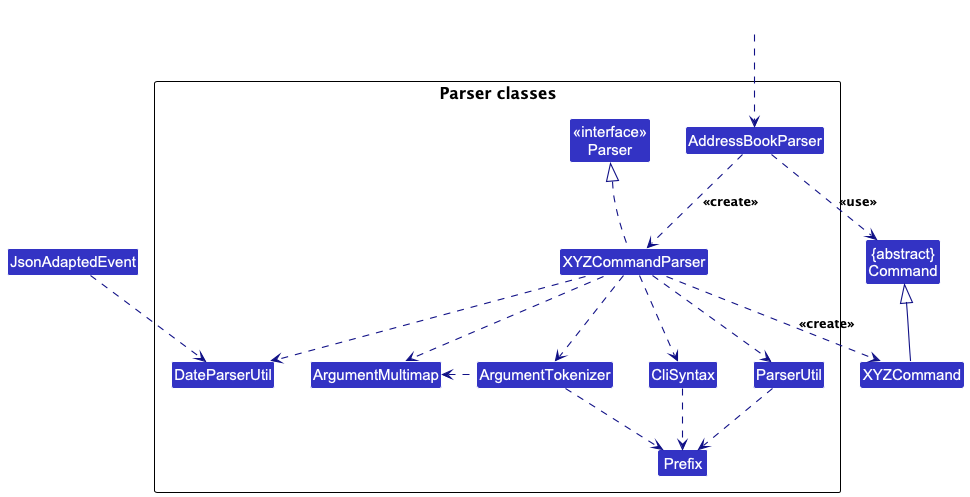 Parser classes
«interface»
Parser
AddressBookParser
«create»
«use»
JsonAdaptedEvent
XYZCommandParser
{abstract}
Command
«create»
DateParserUtil
ArgumentMultimap
ArgumentTokenizer
CliSyntax
ParserUtil
XYZCommand
Prefix